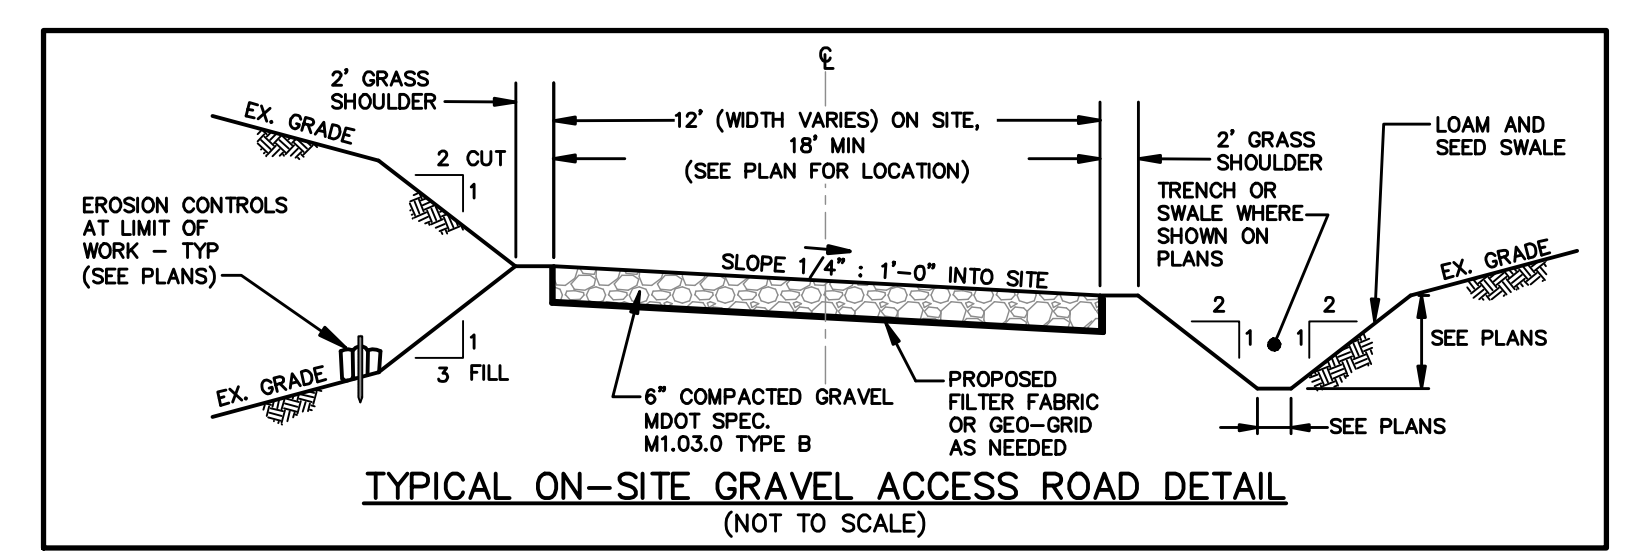 ℄
2' GRASS
SHOULDER
EX. GRADE
2 CUT
1
12' (WIDTH VARIES) ON SITE,
18' MIN
(SEE PLAN FOR LOCATION)
2' GRASS
SHOULDER
LOAM AND
SEED SWALE
TRENCH OR
SWALE WHERE
SHOWN ON
PLANS
EROSION CONTROLS
AT LIMIT OF
WORK - TYP
(SEE PLANS)
SLOPE 1/4" : 1'-0" INTO SITE
EX. GRADE
2
1
1
2
SEE PLANS
1
3 FILL
EX. GRADE
6" COMPACTED GRAVEL
MDOT SPEC.
M1.03.0 TYPE B
PROPOSED
FILTER FABRIC
OR GEO-GRID
AS NEEDED
SEE PLANS
TYPICAL ON-SITE GRAVEL ACCESS ROAD DETAIL
(NOT TO SCALE)